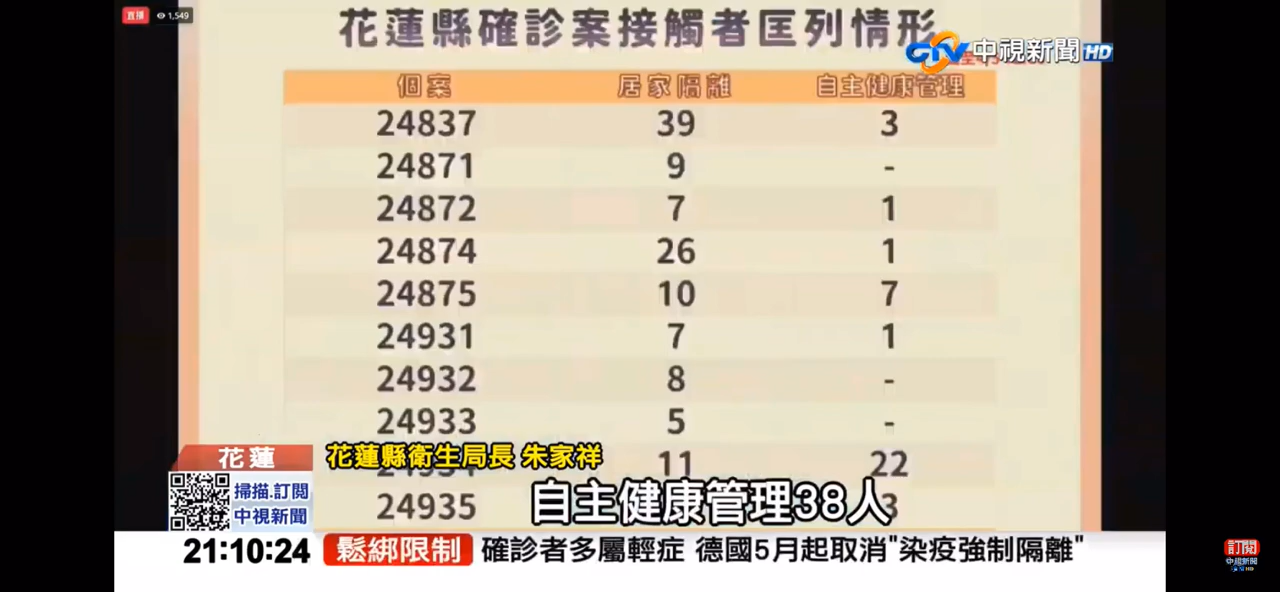 直播 1,549
花蓮縣確診案接觸者匡列情形
CTV 中視新聞 HD
個案 居家隔離 自主健康管理
24837 39 3
24871 9 -
24872 7 1
24874 26 1
24875 10 7
24931 7 1
24932 8 -
24933 5 -
花蓮
花蓮縣衛生局長 朱家祥
11 22
掃描.訂閱
中視新聞
24935 3
自主健康管理38人
21:10:24 鬆綁限制 確診者多屬輕症 德國5月起取消"染疫強制隔離"
訂閱
中視新聞